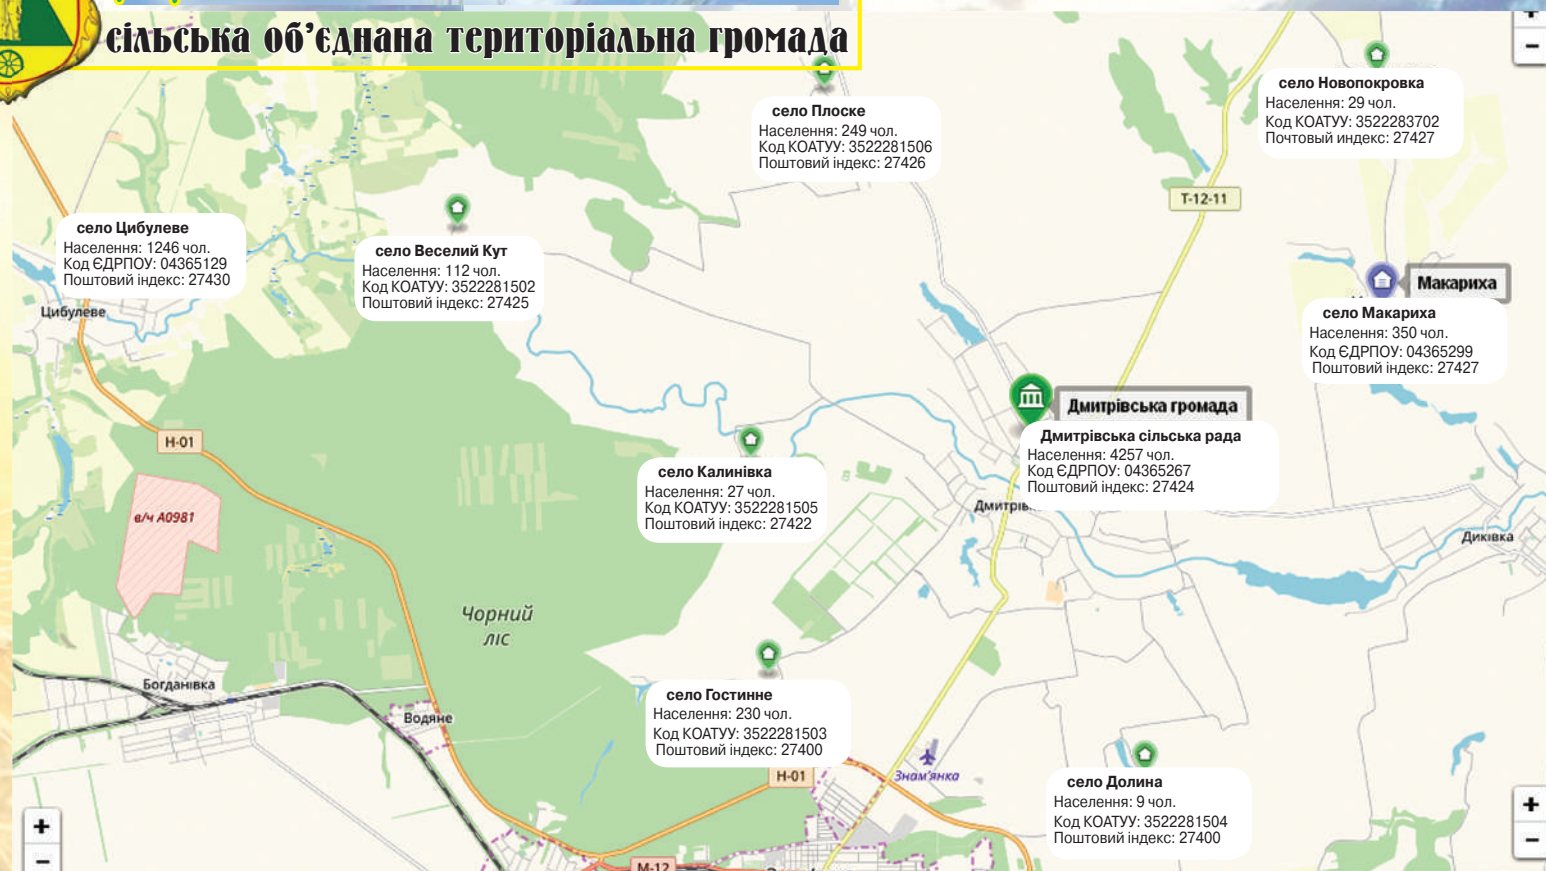 сільська об’єднана територіальна громада
село Плоске
Населення: 249 чол.
Код КОАТУУ: 3522281506
Поштовий індекс: 27426
село Новопокровка
Населення: 29 чол.
Код КОАТУУ: 3522283702
Почтовый индекс: 27427
Т-12-11
село Цибулеве
Населення: 1246 чол.
Код ЄДРПОУ: 04365129
Поштовий індекс: 27430
Цибулеве
село Веселий Кут
Населення: 112 чол.
Код КОАТУУ: 3522281502
Поштовий індекс: 27425
Макариха
село Макариха
Населення: 350 чол.
Код ЄДРПОУ: 04365299
Поштовий індекс: 27427
Дмитрівська громада
Дмитрівська сільська рада
Населення: 4257 чол.
Код ЄДРПОУ: 04365267
Поштовий індекс: 27424
Н-01
село Калинівка
Населення: 27 чол.
Код КОАТУУ: 3522281505
Поштовий індекс: 27422
в/ч А0981
Диківка
Чорний
ліс
Богданівка
Водяне
село Гостинне
Населення: 230 чол.
Код КОАТУУ: 3522281503
Поштовий індекс: 27400
Н-01
Знам'янка
село Долина
Населення: 9 чол.
Код КОАТУУ: 3522281504
Поштовий індекс: 27400
М-12